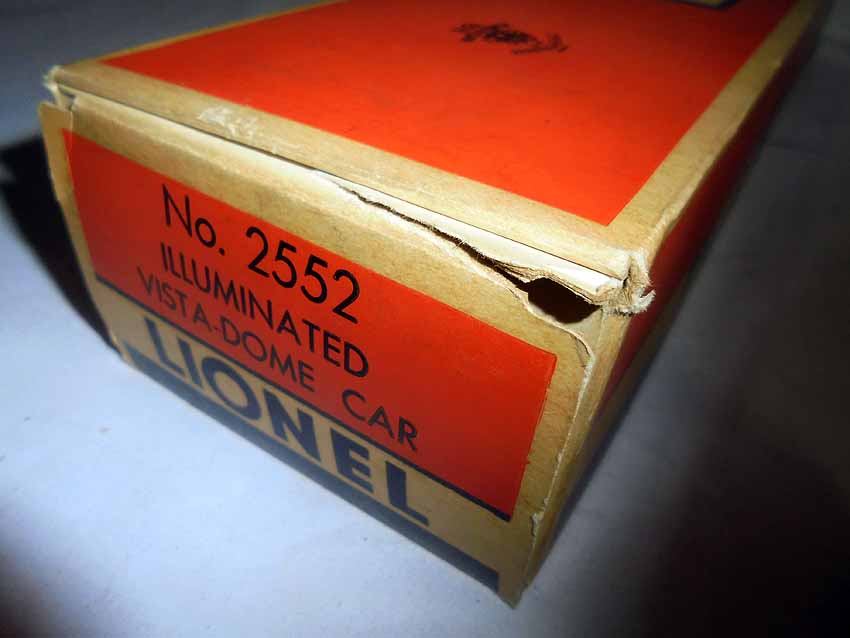 No. 2552
ILLUMINATED
VISTA-DOME CAR
LIONEL